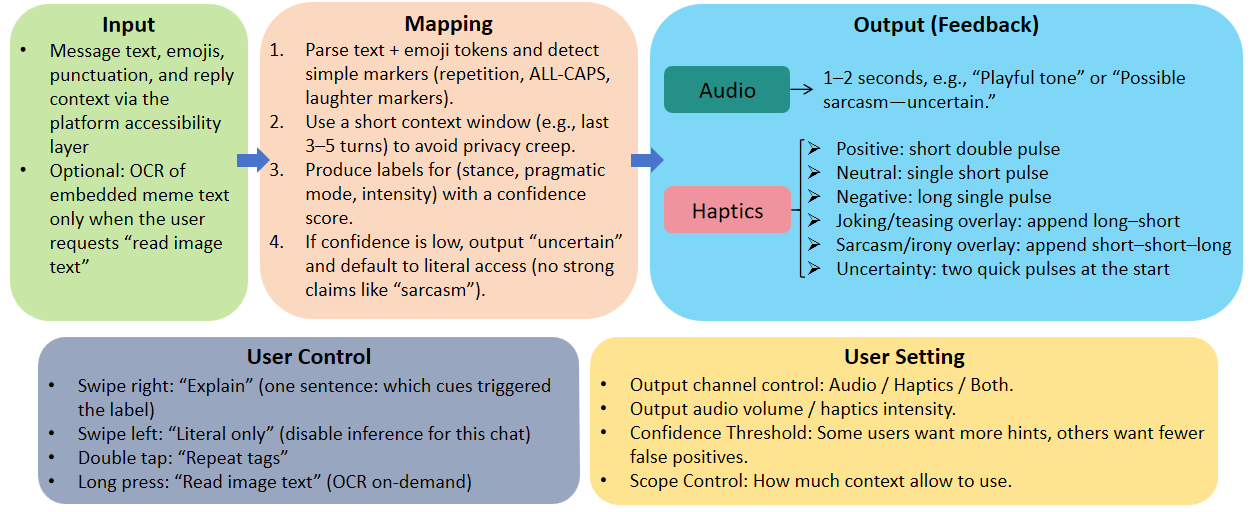 Input
• Message text, emojis,
punctuation, and reply
context via the
platform accessibility
layer
• Optional: OCR of
embedded meme text
only when the user
requests “read image
text”
Mapping
1. Parse text + emoji tokens and detect
simple markers (repetition, ALL-CAPS,
laughter markers).
2. Use a short context window (e.g., last
3–5 turns) to avoid privacy creep.
3. Produce labels for (stance, pragmatic
mode, intensity) with a confidence
score.
4. If confidence is low, output “uncertain”
and default to literal access (no strong
claims like “sarcasm”).
Output (Feedback)
Audio
1–2 seconds, e.g., “Playful tone” or “Possible
sarcasm—uncertain.”
Haptics
➢ Positive: short double pulse
➢ Neutral: single short pulse
➢ Negative: long single pulse
➢ Joking/teasing overlay: append long–short
➢ Sarcasm/irony overlay: append short–short–long
➢ Uncertainty: two quick pulses at the start
User Control
• Swipe right: “Explain” (one sentence: which cues triggered
the label)
• Swipe left: “Literal only” (disable inference for this chat)
• Double tap: “Repeat tags”
• Long press: “Read image text” (OCR on-demand)
User Setting
• Output channel control: Audio / Haptics / Both.
• Output audio volume / haptics intensity.
• Confidence Threshold: Some users want more hints, others want fewer
false positives.
• Scope Control: How much context allow to use.